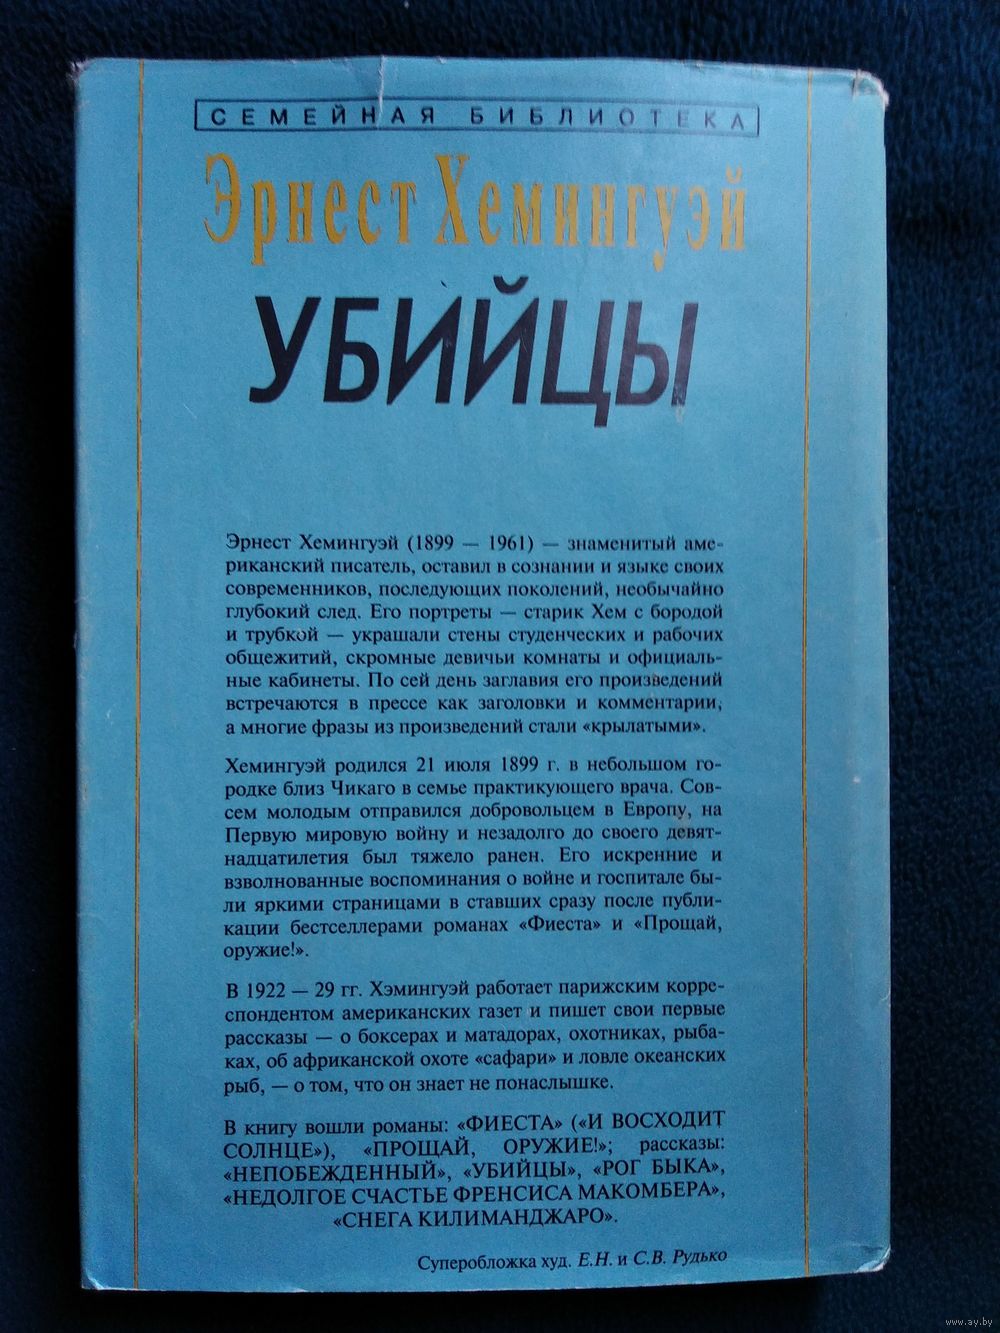 СЕМЕЙНАЯ БИБЛИОТЕКА
Эрнест Хемингуэй
УБИЙЦЫ
Эрнест Хемингуэй (1899 — 1961) — знаменитый аме-
риканский писатель, оставил в сознании и языке своих
современников, последующих поколений, необычайно
глубокий след. Его портреты — старик Хем с бородой
и трубкой — украшали стены студенческих и рабочих
общежитий, скромные девичьи комнаты и официаль-
ные кабинеты. По сей день заглавия его произведений
встречаются в прессе как заголовки и комментарии,
а многие фразы из произведений стали «крылатыми».
Хемингуэй родился 21 июля 1899 г. в небольшом го-
родке близ Чикаго в семье практикующего врача. Сов-
сем молодым отправился добровольцем в Европу, на
Первую мировую войну и незадолго до своего девят-
надцатилетия был тяжело ранен. Его искренние и
взволнованные воспоминания о войне и госпитале бы-
ли яркими страницами в ставших сразу после публи-
кации бестселлерами романах «Фиеста» и «Прощай,
оружие!».
В 1922 — 29 гг. Хэмингуэй работает парижским корре-
спондентом американских газет и пишет свои первые
рассказы — о боксерах и матадорах, охотниках, рыба-
ках, об африканской охоте «сафари» и ловле океанских
рыб, — о том, что он знает не понаслышке.
В книгу вошли романы: «ФИЕСТА» («И ВОСХОДИТ
СОЛНЦЕ»), «ПРОЩАЙ, ОРУЖИЕ!»; рассказы:
«НЕПОБЕЖДЕННЫЙ», «УБИЙЦЫ», «РОГ БЫКА»,
«НЕДОЛГОЕ СЧАСТЬЕ ФРЕНСИСА МАКОМБЕРА»,
«СНЕГА КИЛИМАНДЖАРО».
Суперобложка худ. Е.Н. и С.В. Рудько
www.ay.by